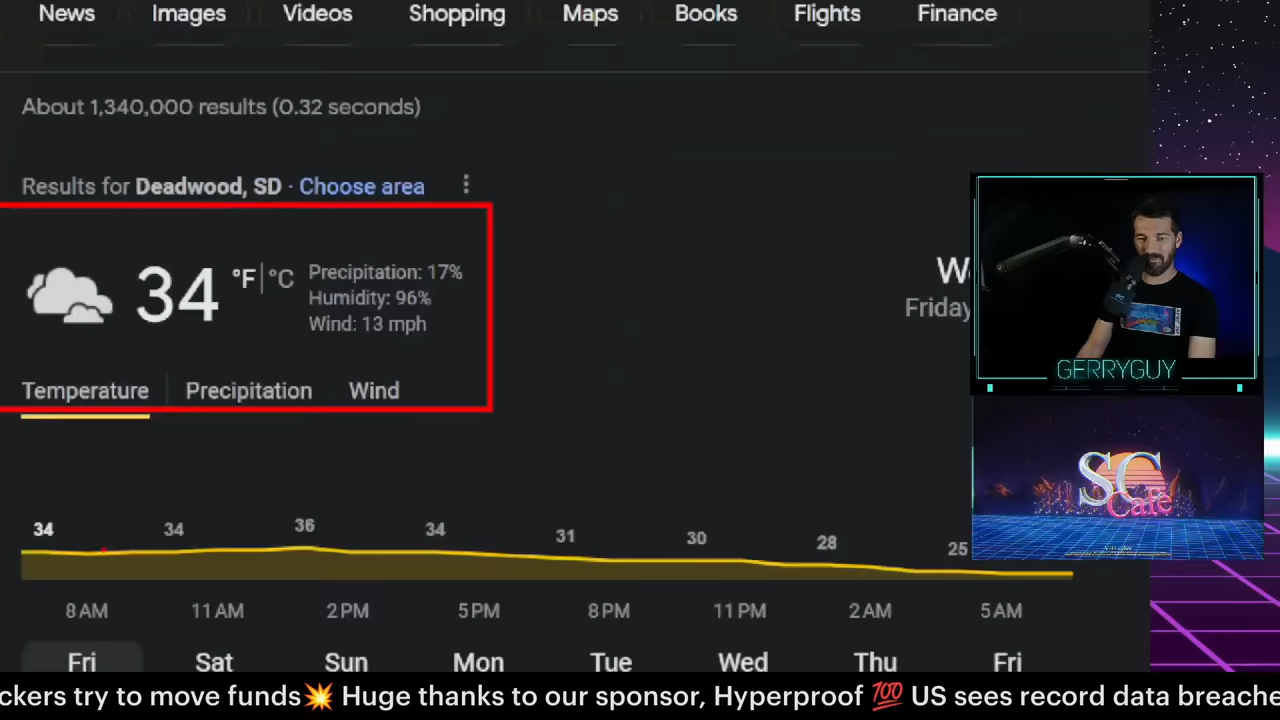 News Images Videos Shopping Maps Books Flights Finance
About 1,340,000 results (0.32 seconds)
Results for Deadwood, SD · Choose area
34 °F | °C
Precipitation: 17%
Humidity: 96%
Wind: 13 mph
Friday
Temperature Precipitation Wind
GERRYGUY
SC
Cafe
34 34 36 34 31 30 28 25
8 AM 11 AM 2 PM 5 PM 8 PM 11 PM 2 AM 5 AM
Fri Sat Sun Mon Tue Wed Thu Fri
ckers try to move funds💥 Huge thanks to our sponsor, Hyperproof 💯 US sees record data breache